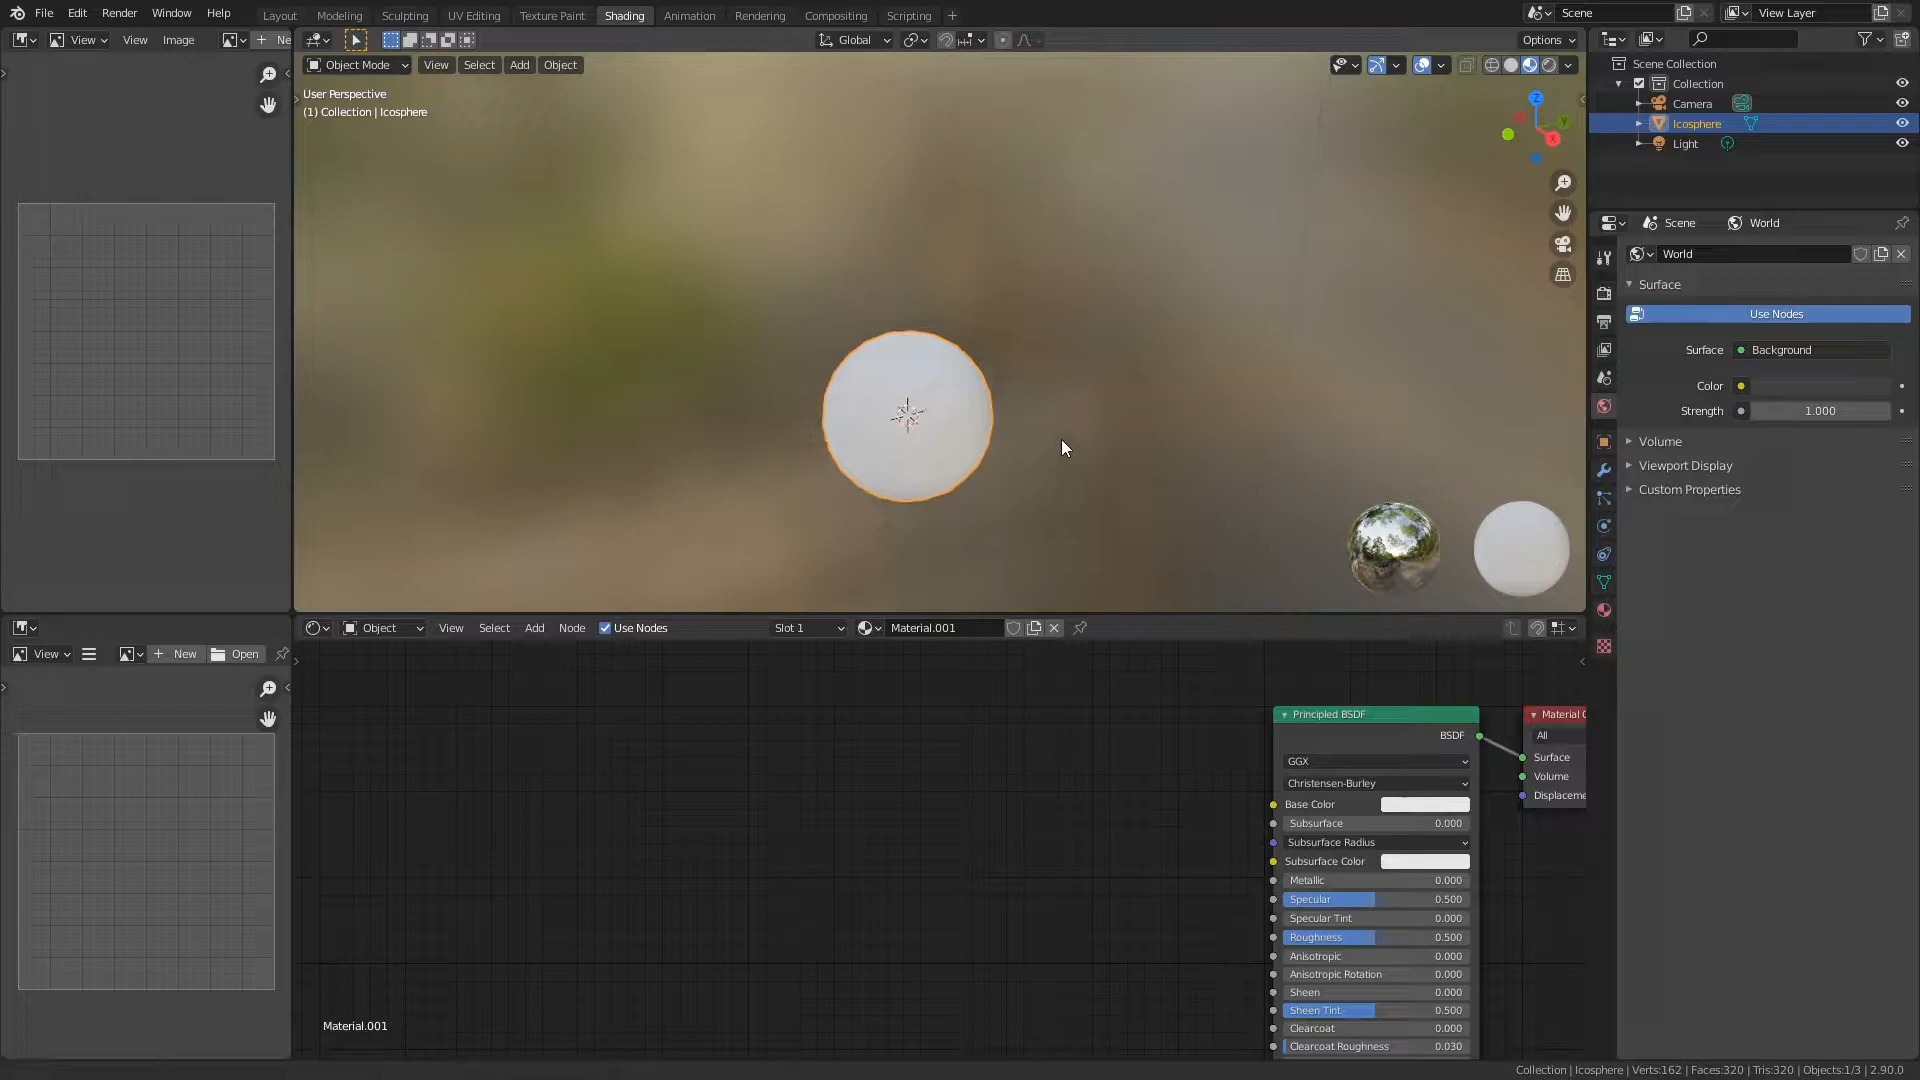 File Edit Render Window Help
Layout Modeling Sculpting UV Editing Texture Paint Shading Animation Rendering Compositing Scripting +
Scene
View Layer
View View Image + Ne
Global
Options
Object Mode View Select Add Object
User Perspective
(1) Collection | Icosphere
Z
Y
X
Scene Collection
Collection
Camera
Icosphere
Light
Scene World
World
Surface
Use Nodes
Surface Background
Color
Strength 1.000
Volume
Viewport Display
Custom Properties
Object View Select Add Node Use Nodes Slot 1 Material.001
View + New Open
Principled BSDF
BSDF
GGX
Christensen-Burley
Base Color
Subsurface 0.000
Subsurface Radius
Subsurface Color
Metallic 0.000
Specular 0.500
Specular Tint 0.000
Roughness 0.500
Anisotropic 0.000
Anisotropic Rotation 0.000
Sheen 0.000
Sheen Tint 0.500
Clearcoat 0.000
Clearcoat Roughness 0.030
Material O
All
Surface
Volume
Displaceme
Material.001
Collection | Icosphere | Verts:162 | Faces:320 | Tris:320 | Objects:1/3 | 2.90.0